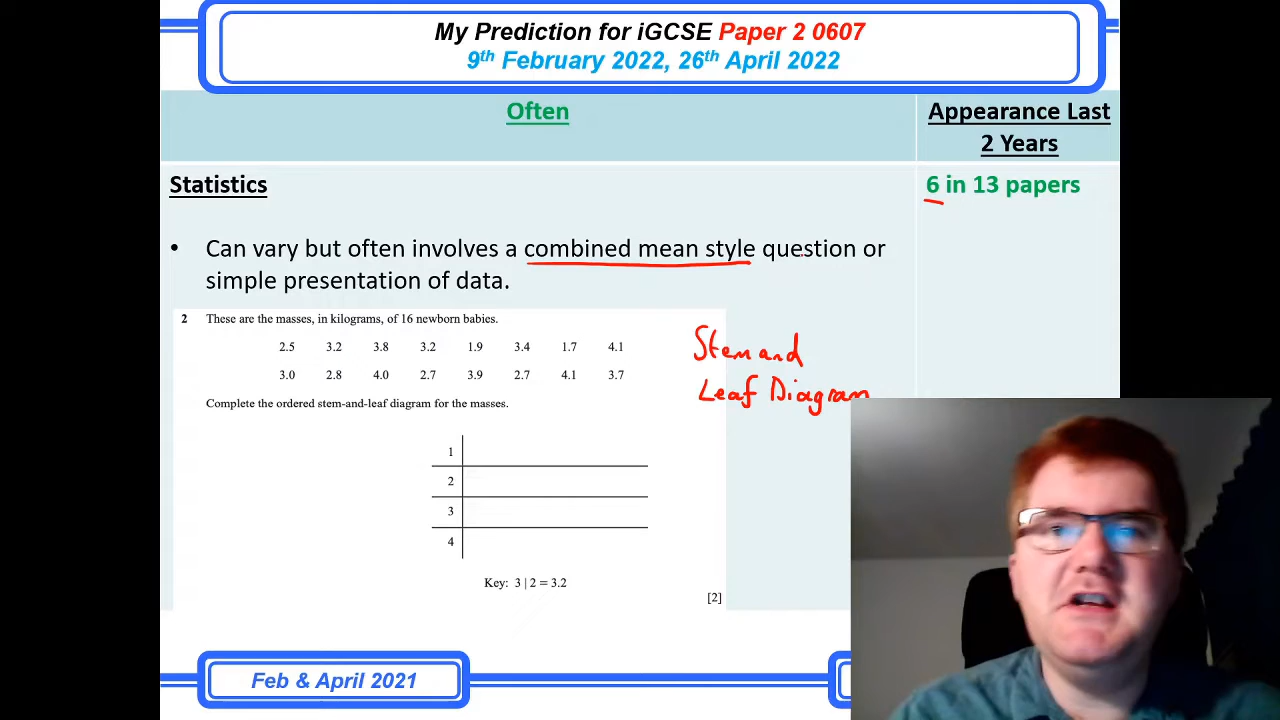 My Prediction for iGCSE Paper 2 0607
9th February 2022, 26th April 2022
Often
Appearance Last
2 Years
Statistics
6 in 13 papers
• Can vary but often involves a combined mean style question or
simple presentation of data.
2 These are the masses, in kilograms, of 16 newborn babies.
2.5 3.2 3.8 3.2 1.9 3.4 1.7 4.1
3.0 2.8 4.0 2.7 3.9 2.7 4.1 3.7
Complete the ordered stem-and-leaf diagram for the masses.
Stem and
Leaf Diagram
1
2
3
4
Key: 3 | 2 = 3.2
[2]
Feb & April 2021